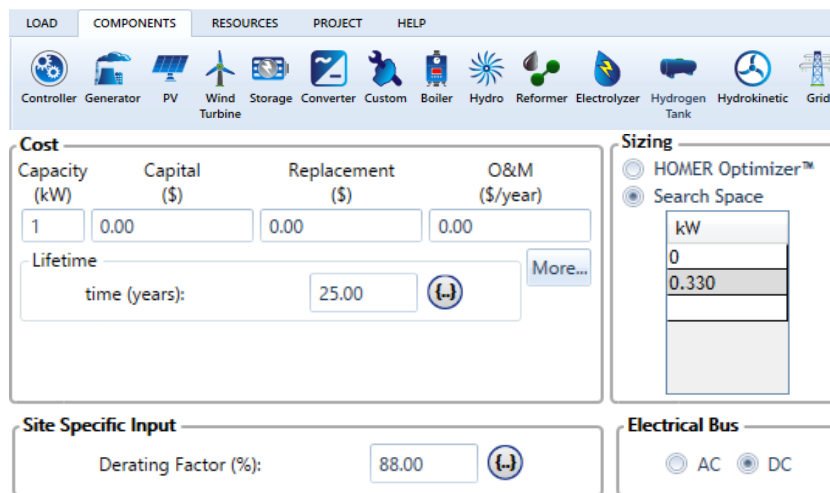 LOAD COMPONENTS RESOURCES PROJECT HELP
Controller Generator PV Wind Turbine Storage Converter Custom Boiler Hydro Reformer Electrolyzer Hydrogen Tank Hydrokinetic Grid
Cost
Capacity (kW) Capital ($) Replacement ($) O&M ($/year)
1 0.00 0.00 0.00
Lifetime
time (years): 25.00 {..}
More...
Sizing
HOMER Optimizer™
Search Space
kW
0
0.330
Site Specific Input
Derating Factor (%): 88.00 {..}
Electrical Bus
AC DC